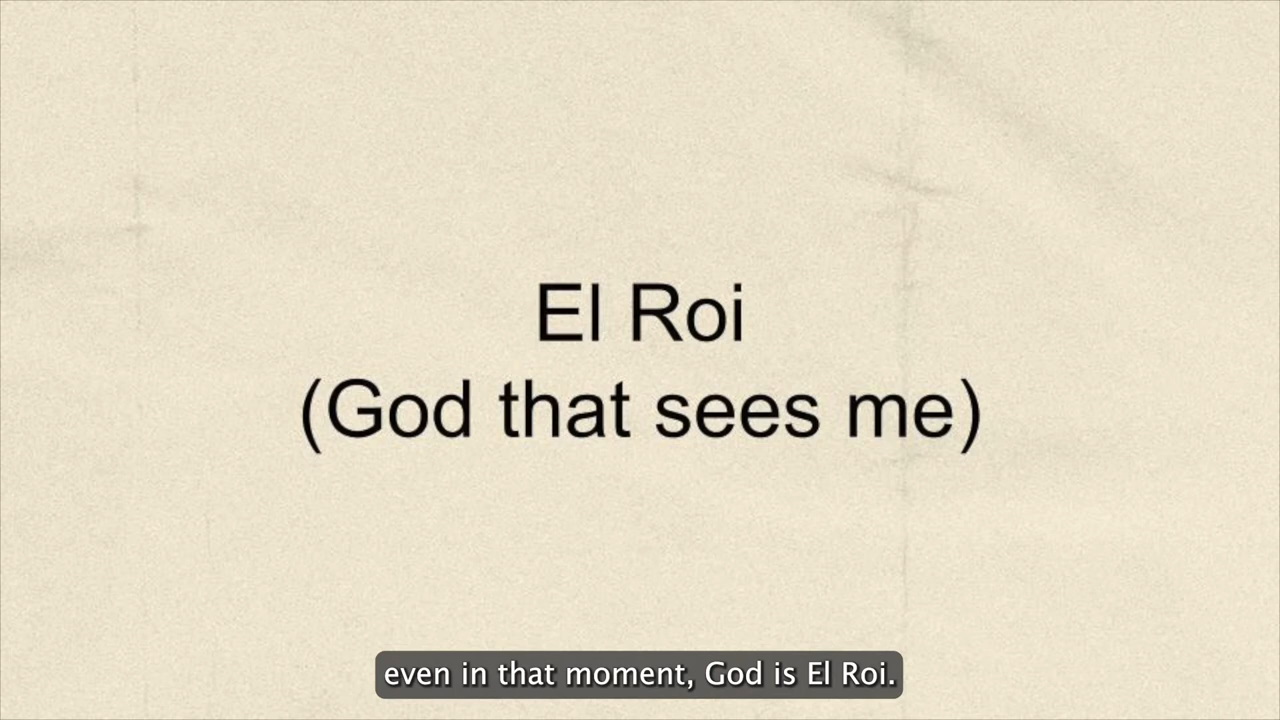 El Roi
(God that sees me)
even in that moment, God is El Roi.